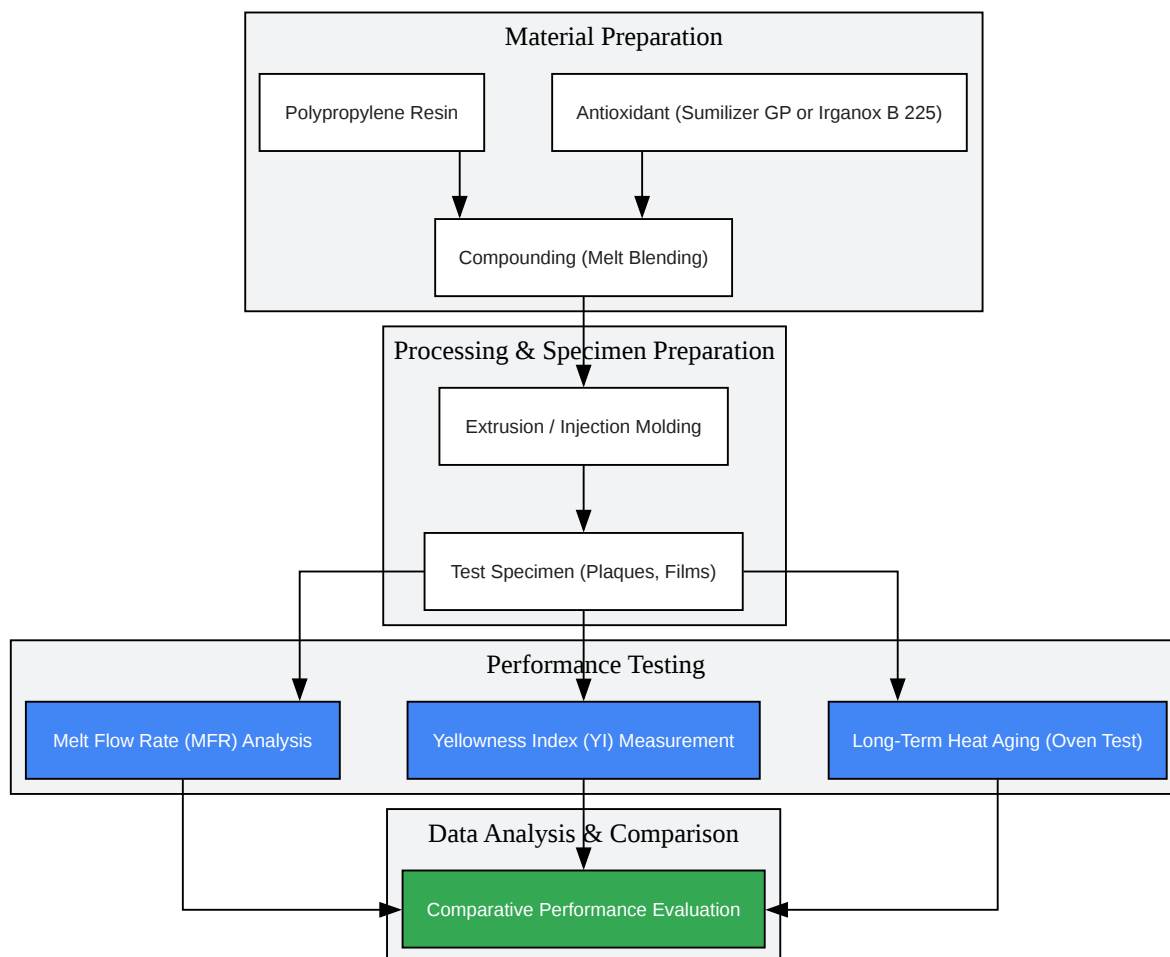 Material Preparation
Polypropylene Resin
Antioxidant (Sumilizer GP or Irganox B 225)
Compounding (Melt Blending)
Processing & Specimen Preparation
Extrusion / Injection Molding
Test Specimen (Plaques, Films)
Performance Testing
Melt Flow Rate (MFR) Analysis
Yellowness Index (YI) Measurement
Long-Term Heat Aging (Oven Test)
Data Analysis & Comparison
Comparative Performance Evaluation